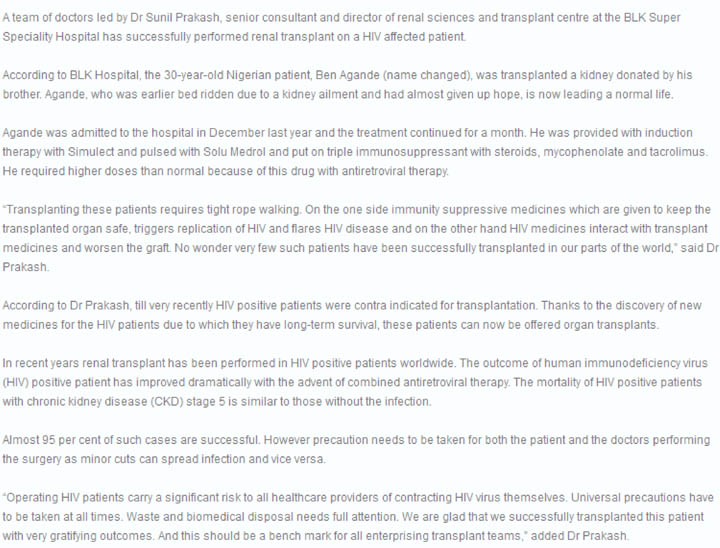 A team of doctors led by Dr Sunil Prakash, senior consultant and director of renal sciences and transplant centre at the BLK Super
Speciality Hospital has successfully performed renal transplant on a HIV affected patient.
According to BLK Hospital, the 30-year-old Nigerian patient, Ben Agande (name changed), was transplanted a kidney donated by his
brother. Agande, who was earlier bed ridden due to a kidney ailment and had almost given up hope, is now leading a normal life.
Agande was admitted to the hospital in December last year and the treatment continued for a month. He was provided with induction
therapy with Simulect and pulsed with Solu Medrol and put on triple immunosuppressant with steroids, mycophenolate and tacrolimus.
He required higher doses than normal because of this drug with antiretroviral therapy.
“Transplanting these patients requires tight rope walking. On the one side immunity suppressive medicines which are given to keep the
transplanted organ safe, triggers replication of HIV and flares HIV disease and on the other hand HIV medicines interact with transplant
medicines and worsen the graft. No wonder very few such patients have been successfully transplanted in our parts of the world,” said Dr
Prakash.
According to Dr Prakash, till very recently HIV positive patients were contra indicated for transplantation. Thanks to the discovery of new
medicines for the HIV patients due to which they have long-term survival, these patients can now be offered organ transplants.
In recent years renal transplant has been performed in HIV positive patients worldwide. The outcome of human immunodeficiency virus
(HIV) positive patient has improved dramatically with the advent of combined antiretroviral therapy. The mortality of HIV positive patients
with chronic kidney disease (CKD) stage 5 is similar to those without the infection.
Almost 95 per cent of such cases are successful. However precaution needs to be taken for both the patient and the doctors performing
the surgery as minor cuts can spread infection and vice versa.
“Operating HIV patients carry a significant risk to all healthcare providers of contracting HIV virus themselves. Universal precautions have
to be taken at all times. Waste and biomedical disposal needs full attention. We are glad that we successfully transplanted this patient
with very gratifying outcomes. And this should be a bench mark for all enterprising transplant teams,” added Dr Prakash.